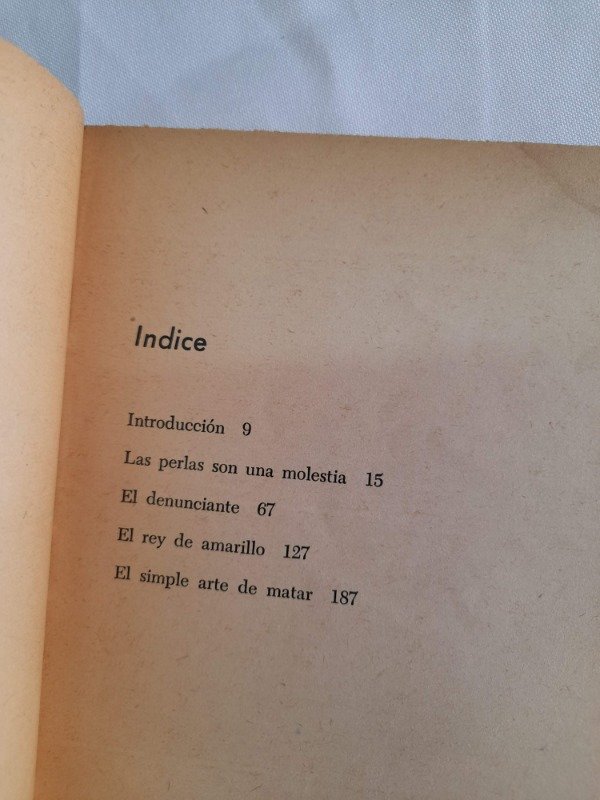 Indice
Introducción 9
Las perlas son una molestia 15
El denunciante 67
El rey de amarillo 127
El simple arte de matar 187